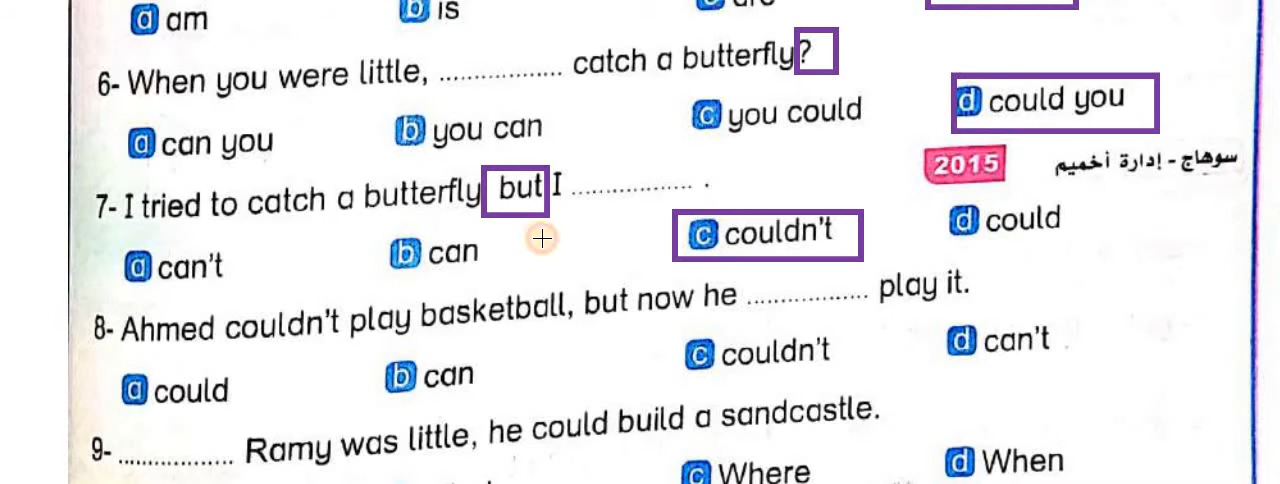 a am b is c are
6- When you were little, .................. catch a butterfly?
a can you b you can c you could d could you
2015 سوهاج - إدارة أخميم
7- I tried to catch a butterfly but I .................. .
a can't b can c couldn't d could
8- Ahmed couldn't play basketball, but now he .................. play it.
a could b can c couldn't d can't
9- .................. Ramy was little, he could build a sandcastle.
c Where d When